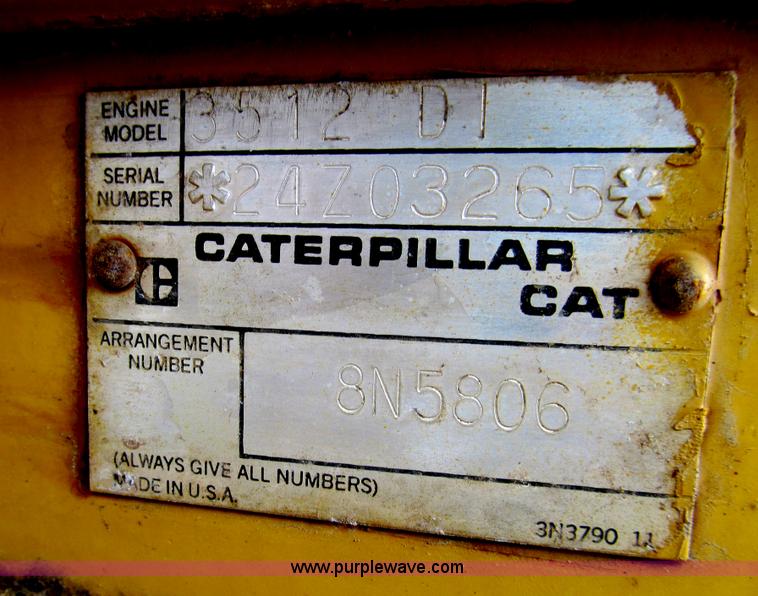 ENGINE MODEL 3512 DI
SERIAL NUMBER *24Z03265*
CATERPILLAR
CAT
ARRANGEMENT NUMBER 8N5806
(ALWAYS GIVE ALL NUMBERS)
MADE IN U.S.A.
3N3790 11
www.purplewave.com